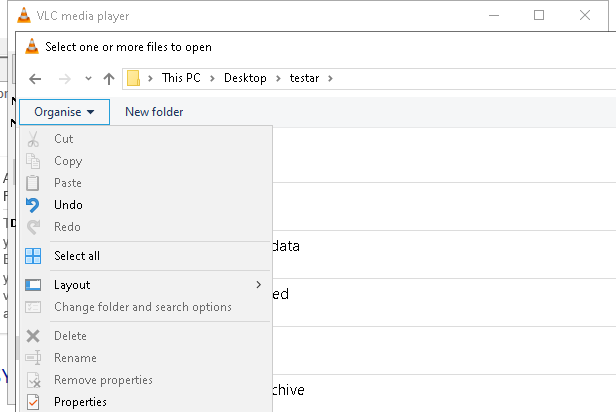 VLC media player
Select one or more files to open
This PC > Desktop > testar >
Organise New folder
Cut
Copy
Paste
Undo
Redo
Select all
data
Layout
ed
Change folder and search options
Delete
Rename
Remove properties
chive
Properties